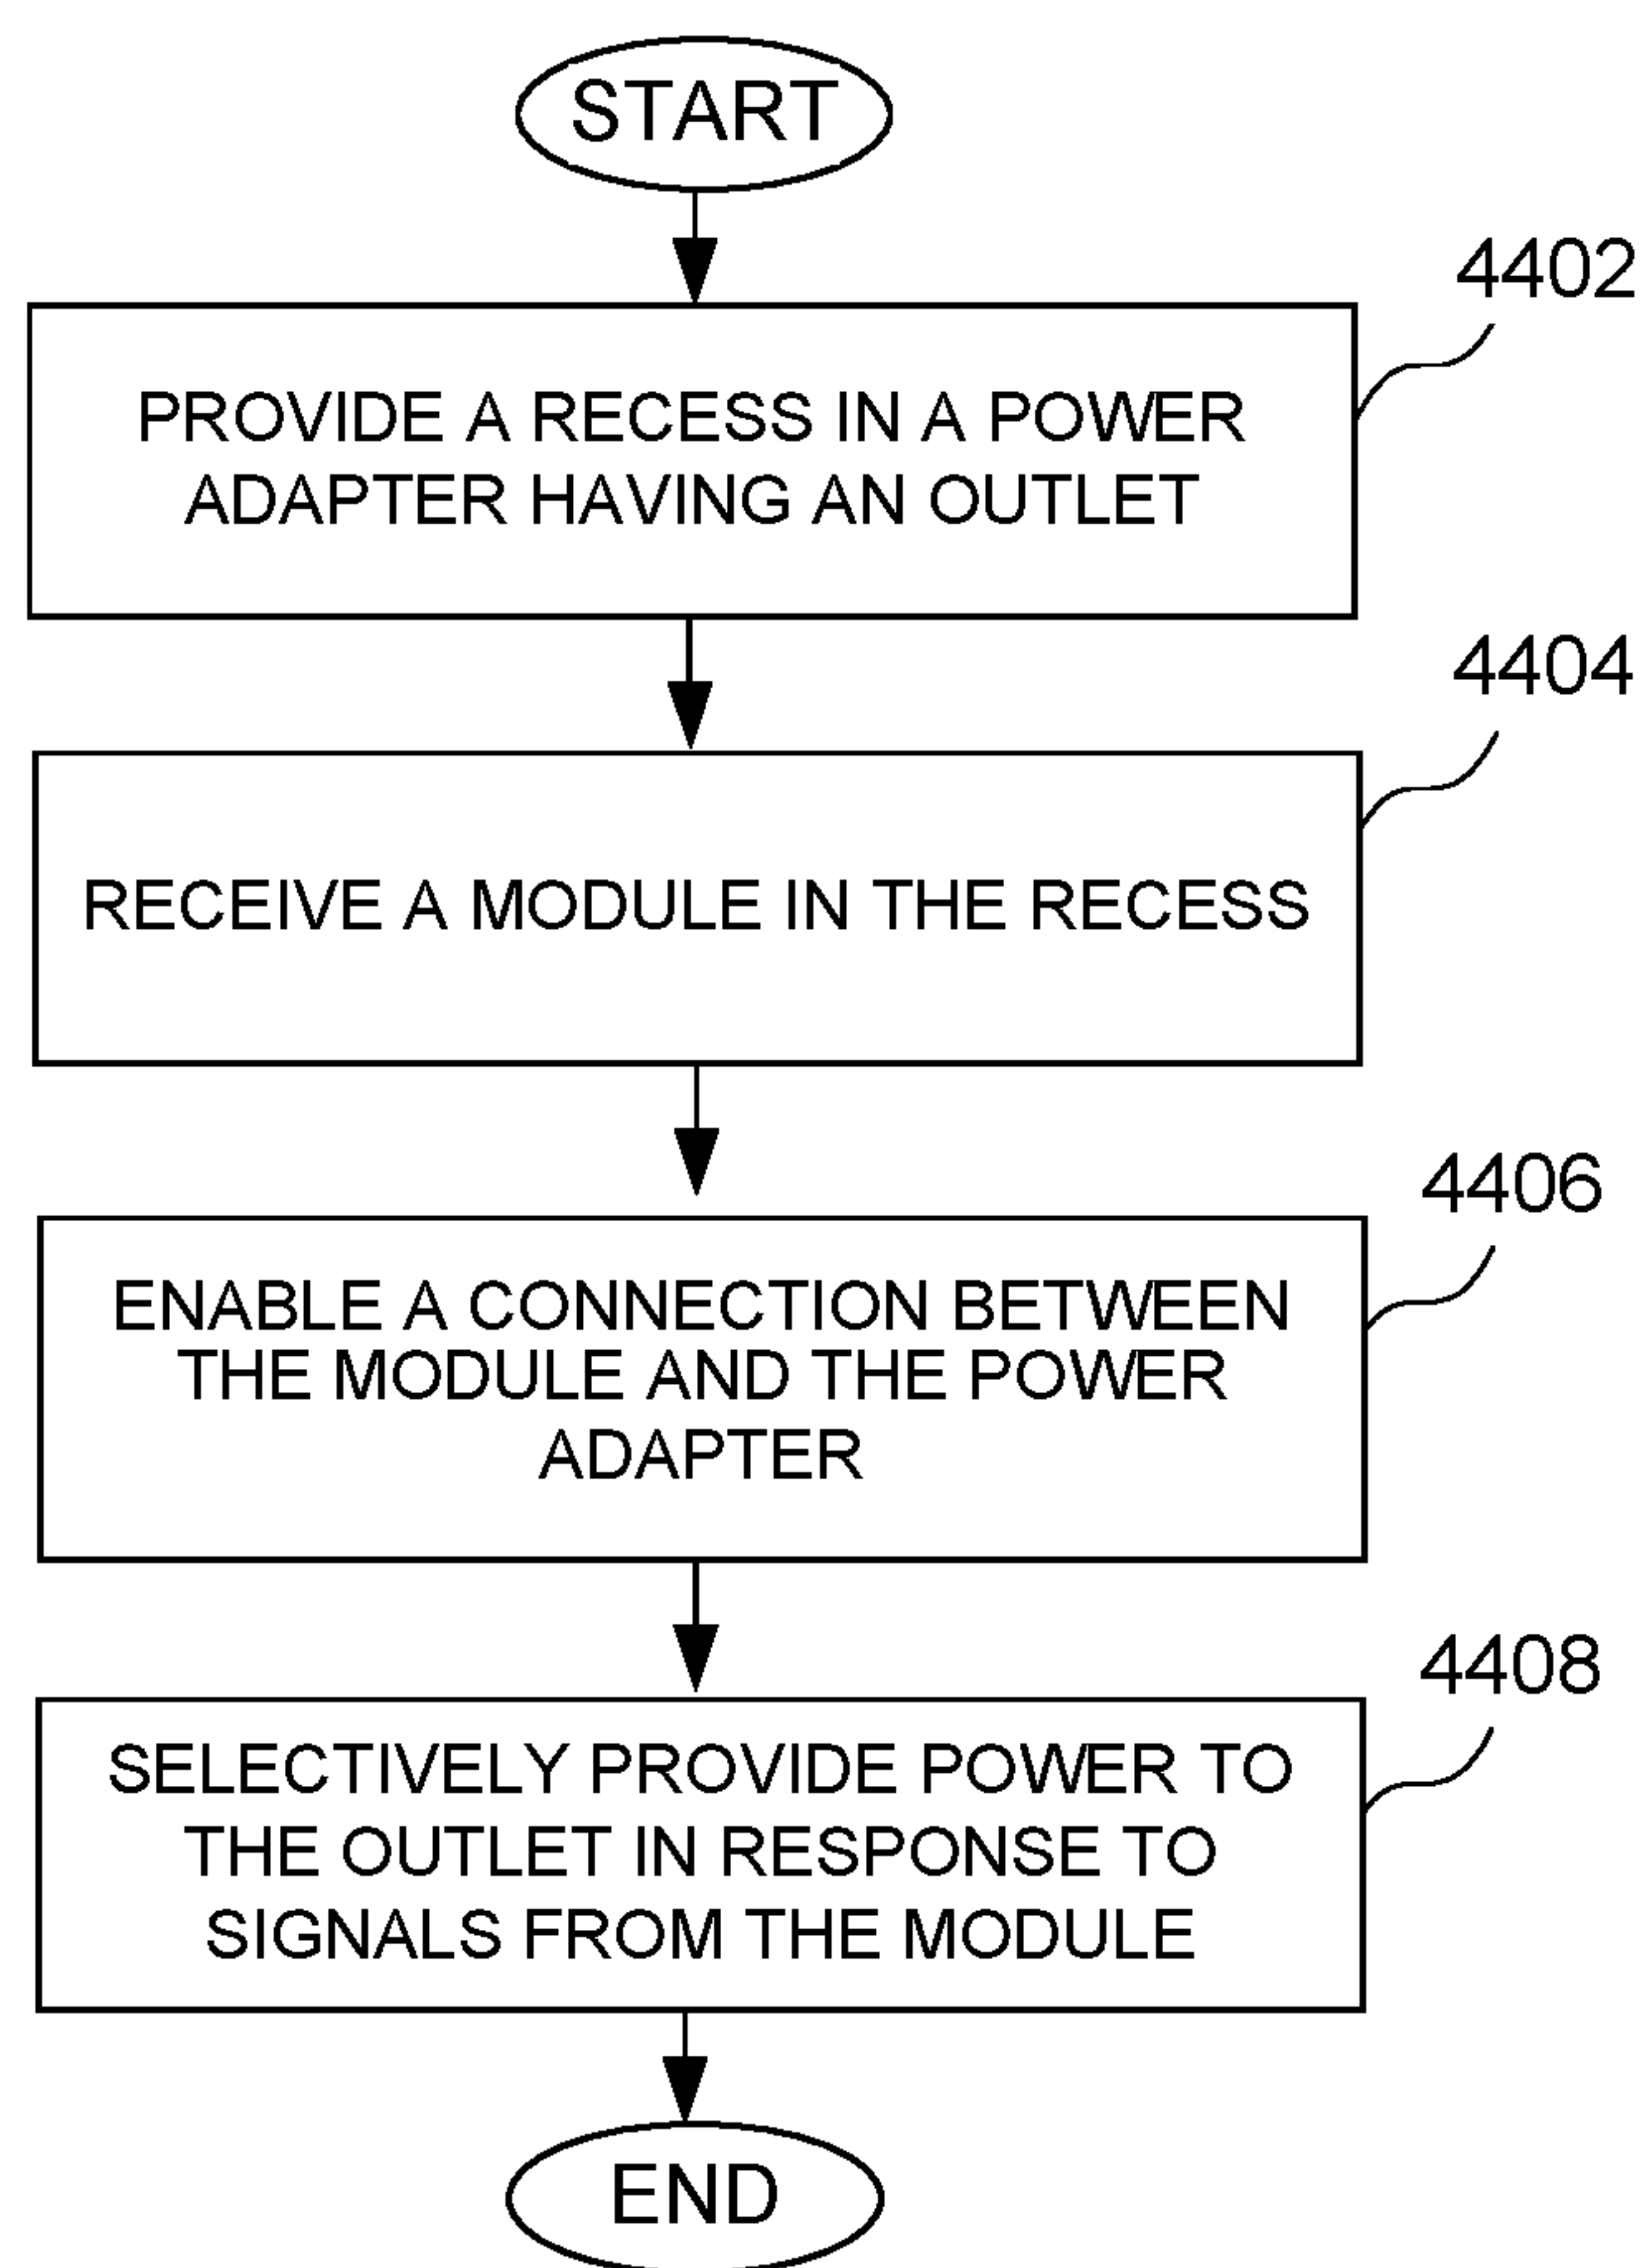 START
4402
PROVIDE A RECESS IN A POWER
ADAPTER HAVING AN OUTLET
4404
RECEIVE A MODULE IN THE RECESS
4406
ENABLE A CONNECTION BETWEEN
THE MODULE AND THE POWER
ADAPTER
4408
SELECTIVELY PROVIDE POWER TO
THE OUTLET IN RESPONSE TO
SIGNALS FROM THE MODULE
END